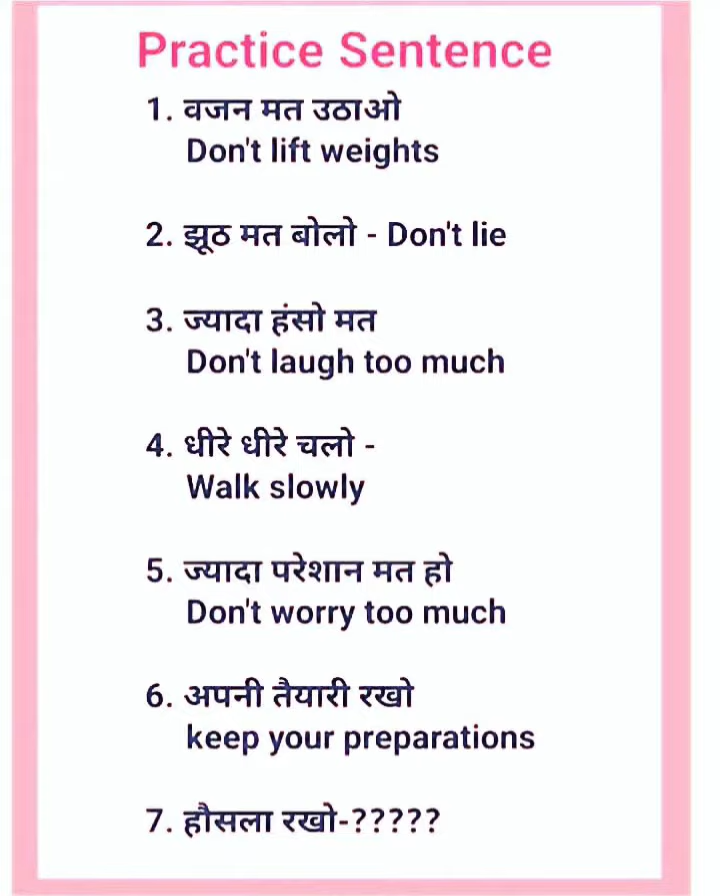 Practice Sentence
1. वजन मत उठाओ
Don't lift weights
2. झूठ मत बोलो - Don't lie
3. ज्यादा हंसो मत
Don't laugh too much
4. धीरे धीरे चलो -
Walk slowly
5. ज्यादा परेशान मत हो
Don't worry too much
6. अपनी तैयारी रखो
keep your preparations
7. हौसला रखो-?????